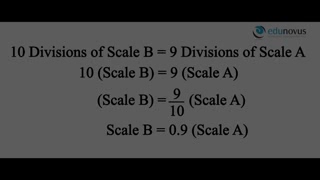 edunovus
10 Divisions of Scale B = 9 Divisions of Scale A
10 (Scale B) = 9 (Scale A)
(Scale B) = 9/10 (Scale A)
Scale B = 0.9 (Scale A)